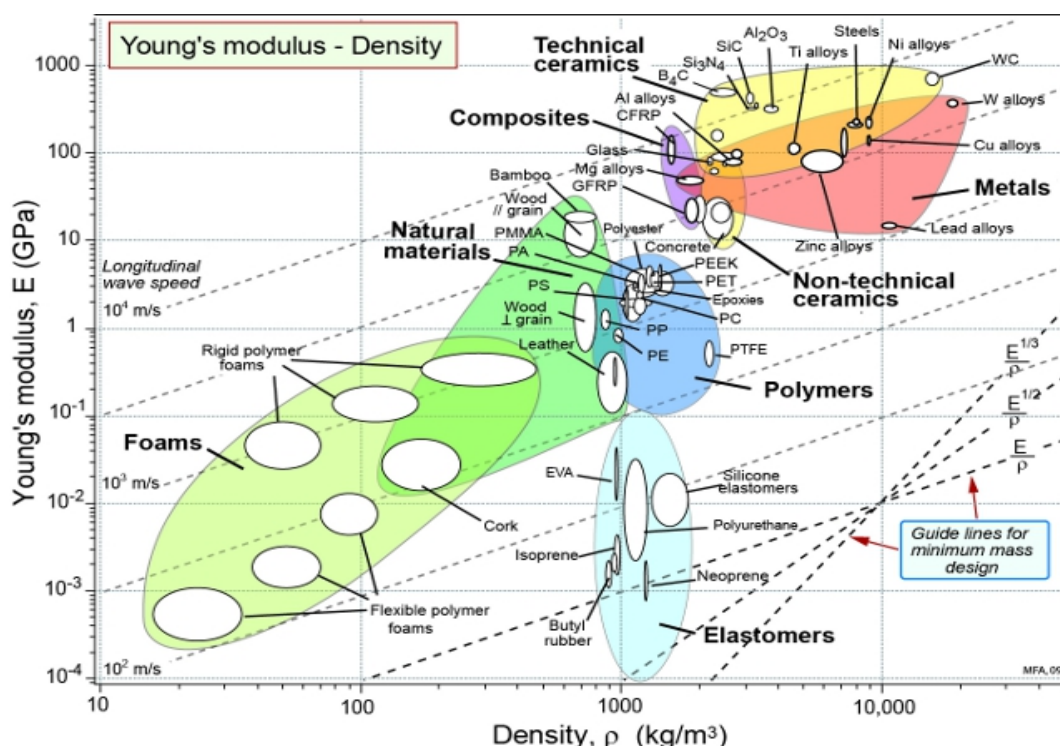 Young's modulus - Density
Young's modulus, E (GPa)
1000
100
10
1
10⁻¹
10⁻²
10⁻³
10⁻⁴
10
100
1000
10,000
Density, ρ (kg/m³)
Technical
ceramics
Composites
Natural
materials
Foams
Metals
Non-technical
ceramics
Polymers
Elastomers
Al₂O₃
SiC
Si₃N₄
B₄C
Steels
Ti alloys
Ni alloys
WC
W alloys
Cu alloys
Al alloys
CFRP
Glass
Mg alloys
GFRP
Bamboo
Wood
// grain
PMMA
PA
PS
Wood
⊥ grain
Leather
Polyester
Concrete
PEEK
PET
Epoxies
PC
PP
PE
PTFE
Zinc alloys
Lead alloys
Longitudinal
wave speed
10⁴ m/s
10³ m/s
10² m/s
Rigid polymer
foams
Cork
Flexible polymer
foams
EVA
Silicone
elastomers
Polyurethane
Isoprene
Neoprene
Butyl
rubber
E^1/3
ρ
E^1/2
ρ
E
ρ
Guide lines for
minimum mass
design
MFA, 09